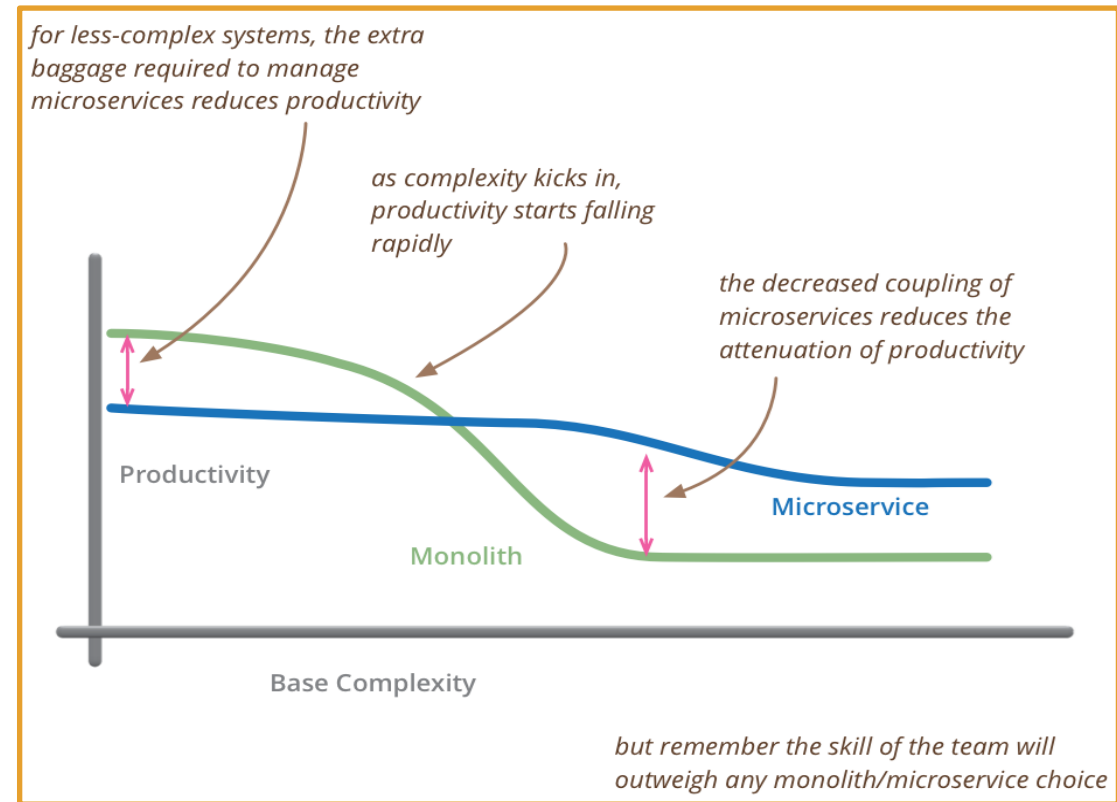 for less-complex systems, the extra
baggage required to manage
microservices reduces productivity
as complexity kicks in,
productivity starts falling
rapidly
the decreased coupling of
microservices reduces the
attenuation of productivity
Productivity
Microservice
Monolith
Base Complexity
but remember the skill of the team will
outweigh any monolith/microservice choice